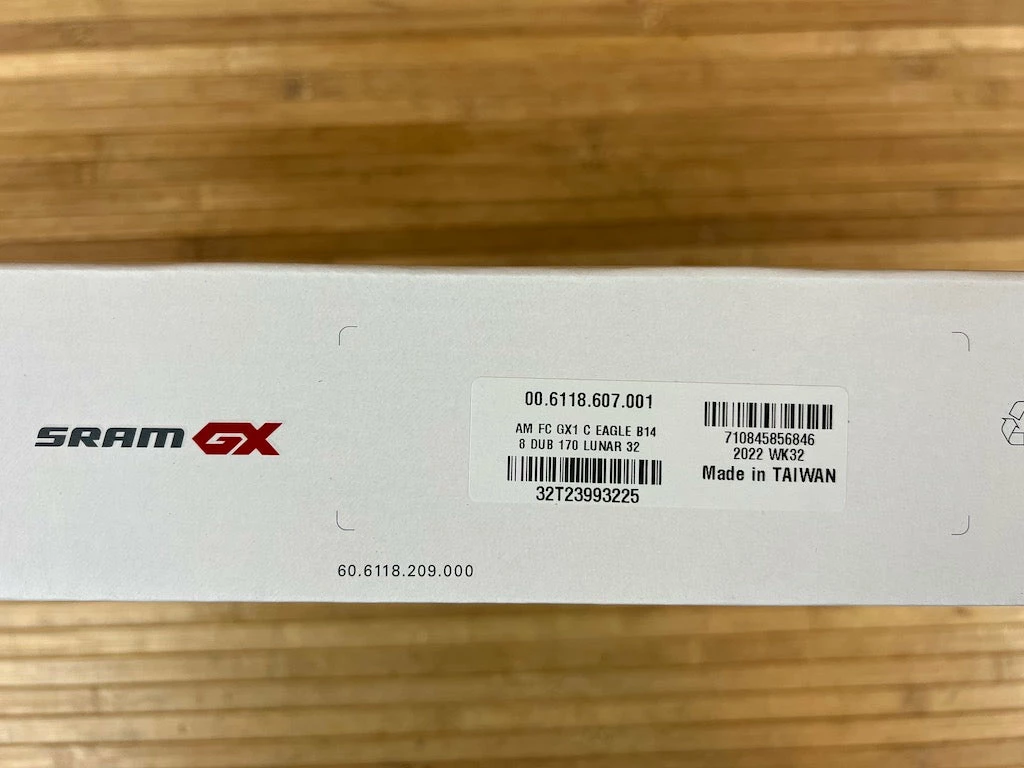 SRAM GX
00.6118.607.001
AM FC GX1 C EAGLE B14
8 DUB 170 LUNAR 32
32T23993225
710845856846
2022 WK32
Made in TAIWAN
60.6118.209.000